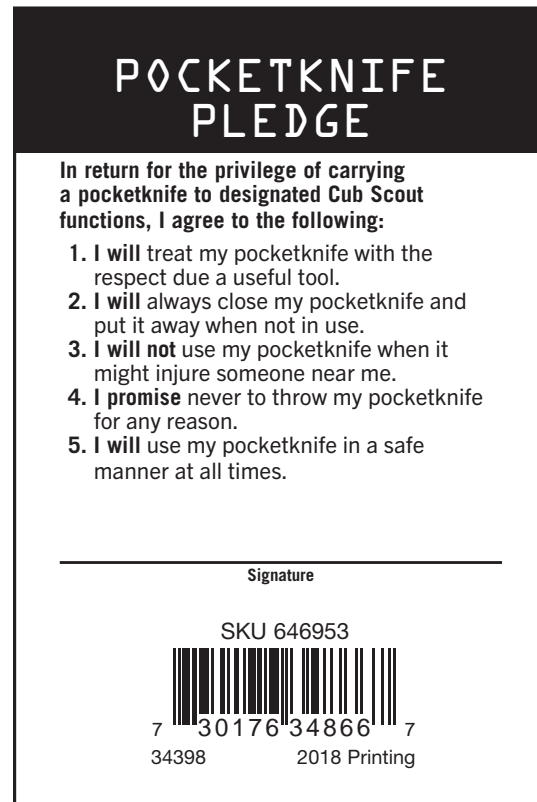 POCKETKNIFE
PLEDGE
In return for the privilege of carrying
a pocketknife to designated Cub Scout
functions, I agree to the following:
1. I will treat my pocketknife with the
respect due a useful tool.
2. I will always close my pocketknife and
put it away when not in use.
3. I will not use my pocketknife when it
might injure someone near me.
4. I promise never to throw my pocketknife
for any reason.
5. I will use my pocketknife in a safe
manner at all times.
Signature
SKU 646953
7 30176 34866 7
34398 2018 Printing